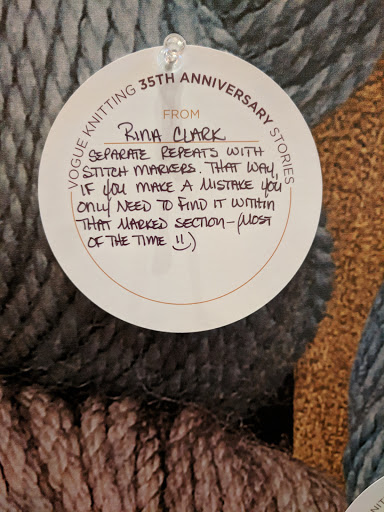 VOGUE KNITTING 35TH ANNIVERSARY STORIES
FROM
RINA CLARK
SEPARATE REPEATS WITH
STITCH MARKERS. THAT WAY,
IF YOU MAKE A MISTAKE YOU
ONLY NEED TO FIND IT WITHIN
THAT MARKED SECTION - (MOST
OF THE TIME !!)